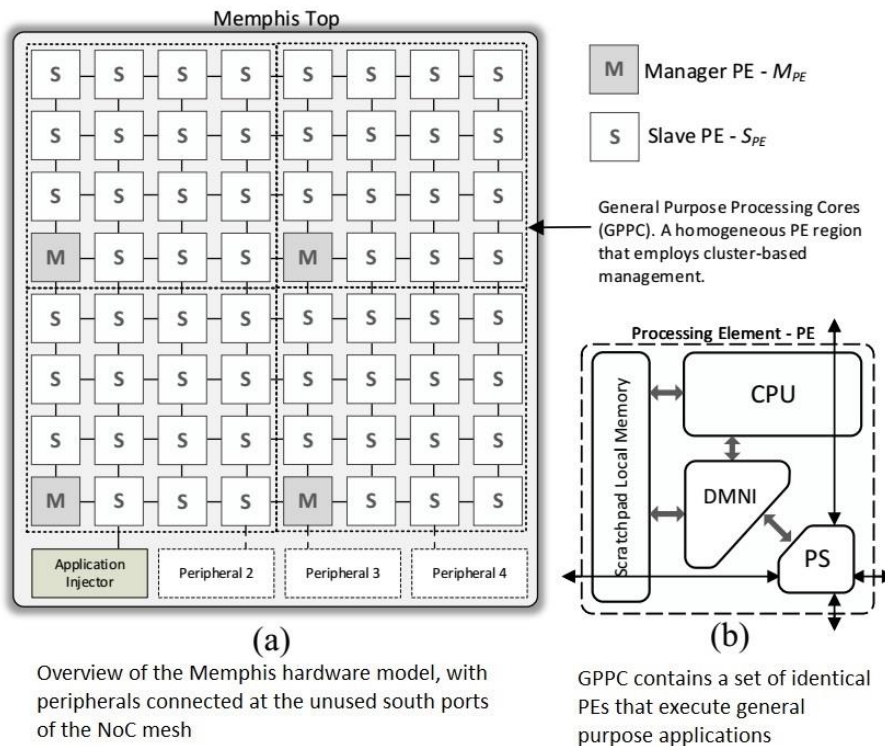 Memphis Top
S S S S S S S S
S S S S S S S S
S S S S S S S S
M S S S M S S S
S S S S S S S S
S S S S S S S S
S S S S S S S S
M S S S M S S S
Application
Injector
Peripheral 2
Peripheral 3
Peripheral 4
(a)
Overview of the Memphis hardware model, with
peripherals connected at the unused south ports
of the NoC mesh
M Manager PE - MPE
S Slave PE - SPE
General Purpose Processing Cores
(GPPC). A homogeneous PE region
that employs cluster-based
management.
Processing Element - PE
Scratchpad Local Memory
CPU
DMNI
PS
(b)
GPPC contains a set of identical
PEs that execute general
purpose applications